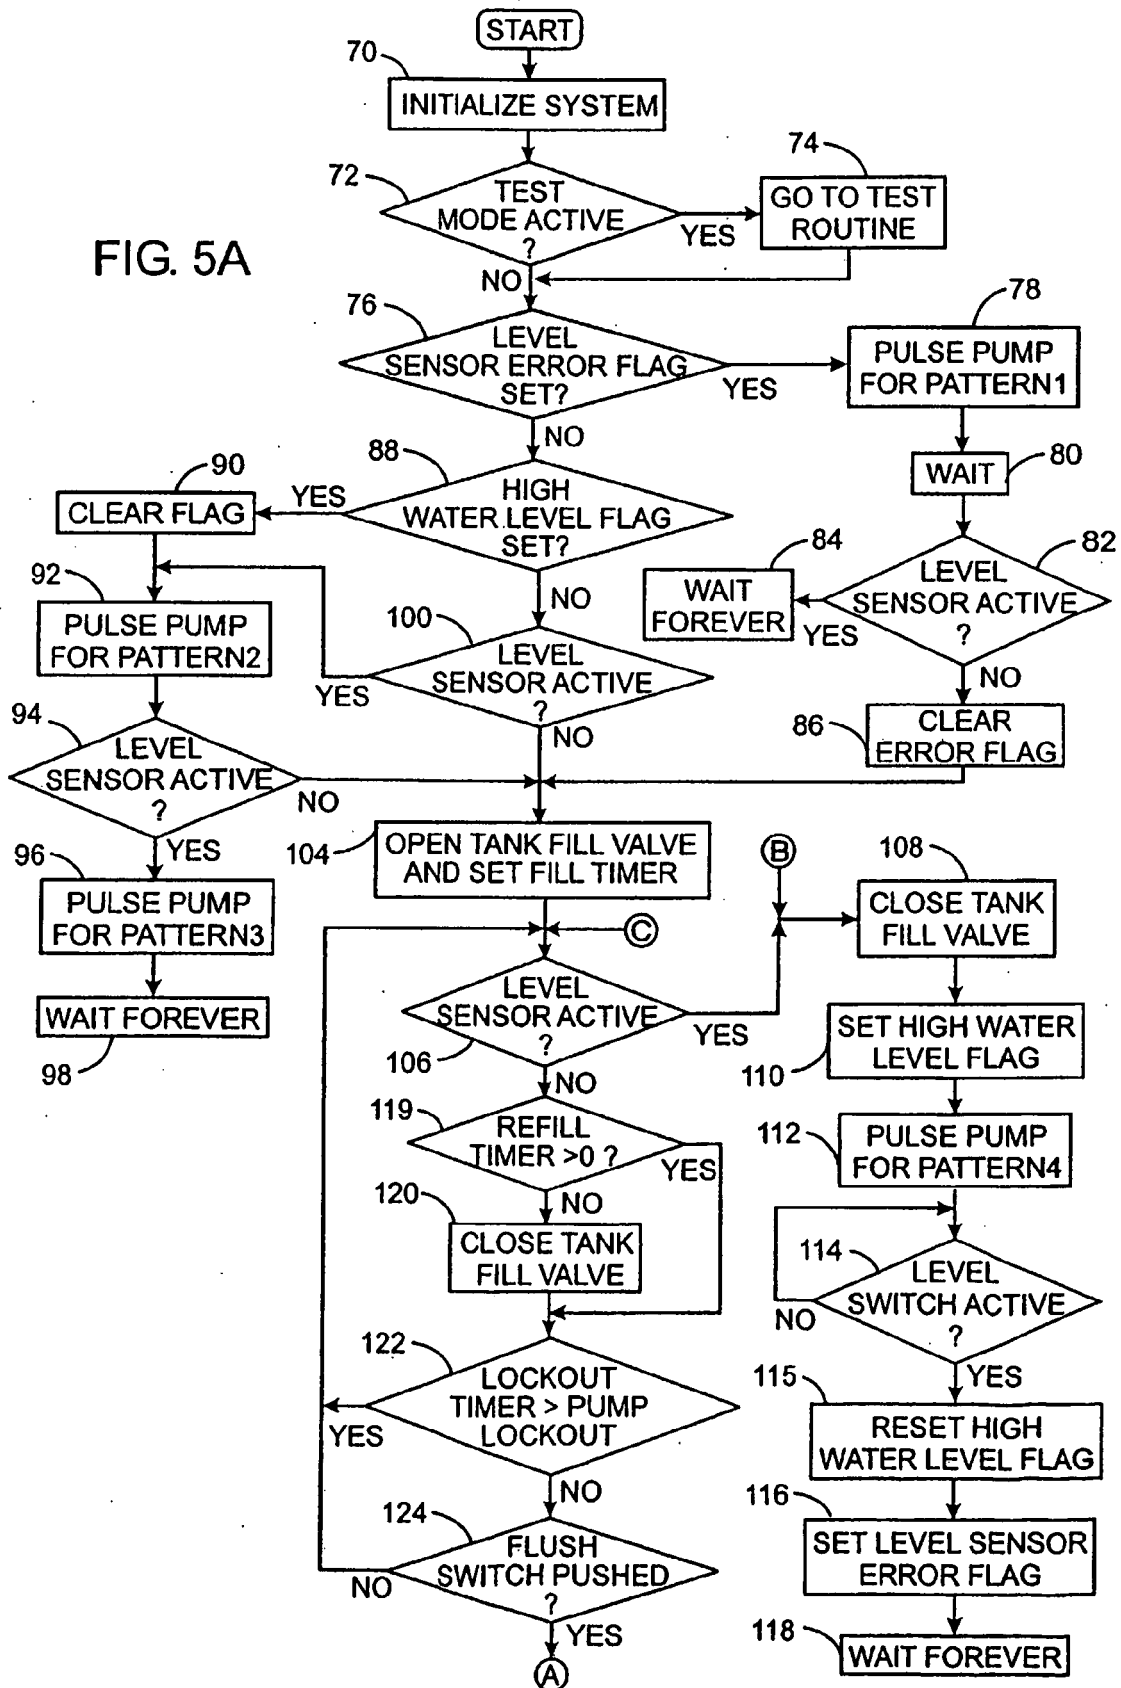 START
70
INITIALIZE SYSTEM
72
TEST
MODE ACTIVE
?
YES
NO
74
GO TO TEST
ROUTINE
FIG. 5A
76
LEVEL
SENSOR ERROR FLAG
SET?
YES
NO
78
PULSE PUMP
FOR PATTERN1
80
WAIT
82
LEVEL
SENSOR ACTIVE
?
YES
NO
84
WAIT
FOREVER
86
CLEAR
ERROR FLAG
88
HIGH
WATER LEVEL FLAG
SET?
YES
NO
90
CLEAR FLAG
92
PULSE PUMP
FOR PATTERN2
100
LEVEL
SENSOR ACTIVE
?
YES
NO
94
LEVEL
SENSOR ACTIVE
?
NO
YES
96
PULSE PUMP
FOR PATTERN3
WAIT FOREVER
98
104
OPEN TANK FILL VALVE
AND SET FILL TIMER
B
C
106
LEVEL
SENSOR ACTIVE
?
YES
NO
108
CLOSE TANK
FILL VALVE
110
SET HIGH WATER
LEVEL FLAG
112
PULSE PUMP
FOR PATTERN4
114
LEVEL
SWITCH ACTIVE
?
NO
YES
115
RESET HIGH
WATER LEVEL FLAG
116
SET LEVEL SENSOR
ERROR FLAG
118
WAIT FOREVER
119
REFILL
TIMER >0 ?
YES
NO
120
CLOSE TANK
FILL VALVE
122
LOCKOUT
TIMER > PUMP
LOCKOUT
YES
NO
124
FLUSH
SWITCH PUSHED
?
NO
YES
A